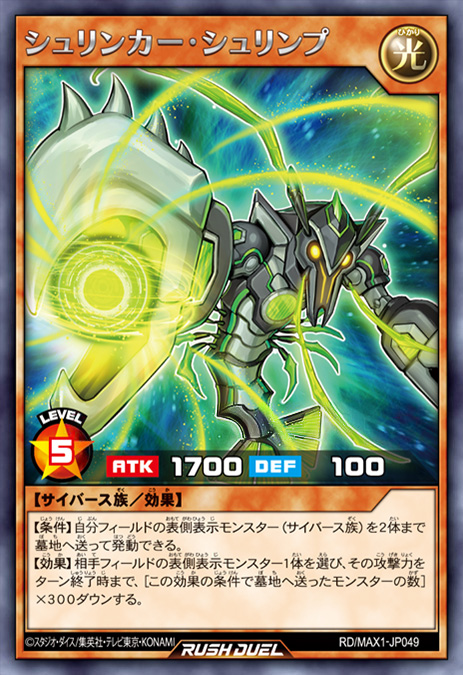 シュリンカー・シュリンプ
ひかり
光
LEVEL
5
ATK 1700 DEF 100
【サイバース族/効果】
【条件】自分フィールドの表側表示モンスター(サイバース族)を2体まで
墓地へ送って発動できる。
【効果】相手フィールドの表側表示モンスター1体を選び、その攻撃力を
ターン終了時まで、[この効果の条件で墓地へ送ったモンスターの数]
×300ダウンする。
©スタジオ・ダイス/集英社・テレビ東京・KONAMI
RUSH DUEL
RD/MAX1-JP049